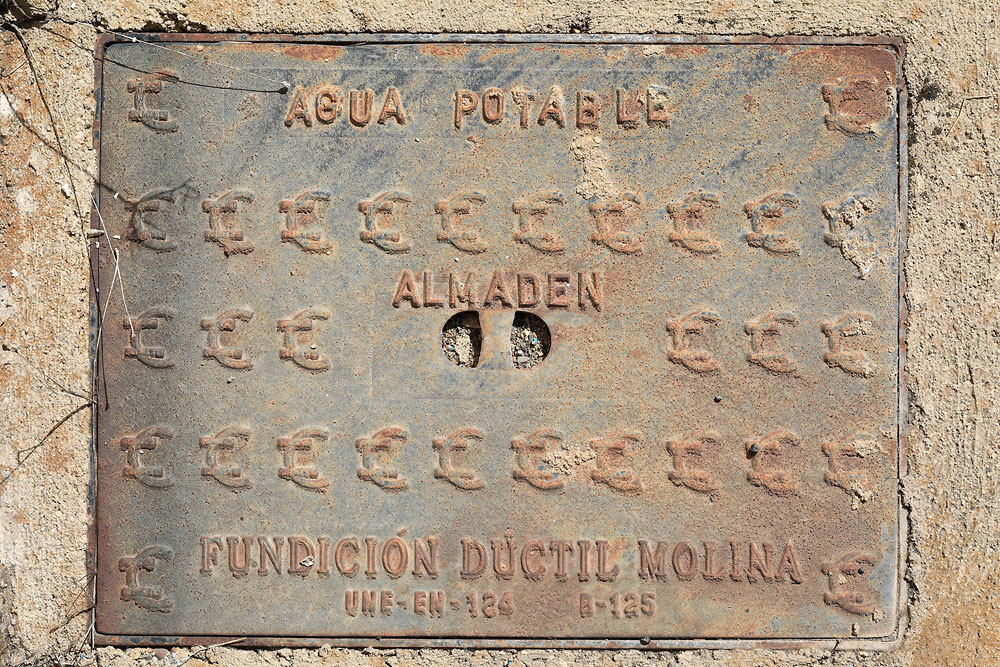 € AGUA POTABLE €
€ € € € € € € € € €
ALMADEN
€ € € € € €
€ € € € € € € € € €
€ FUNDICIÓN DÚCTIL MOLINA €
UNE-EN-124 B-125